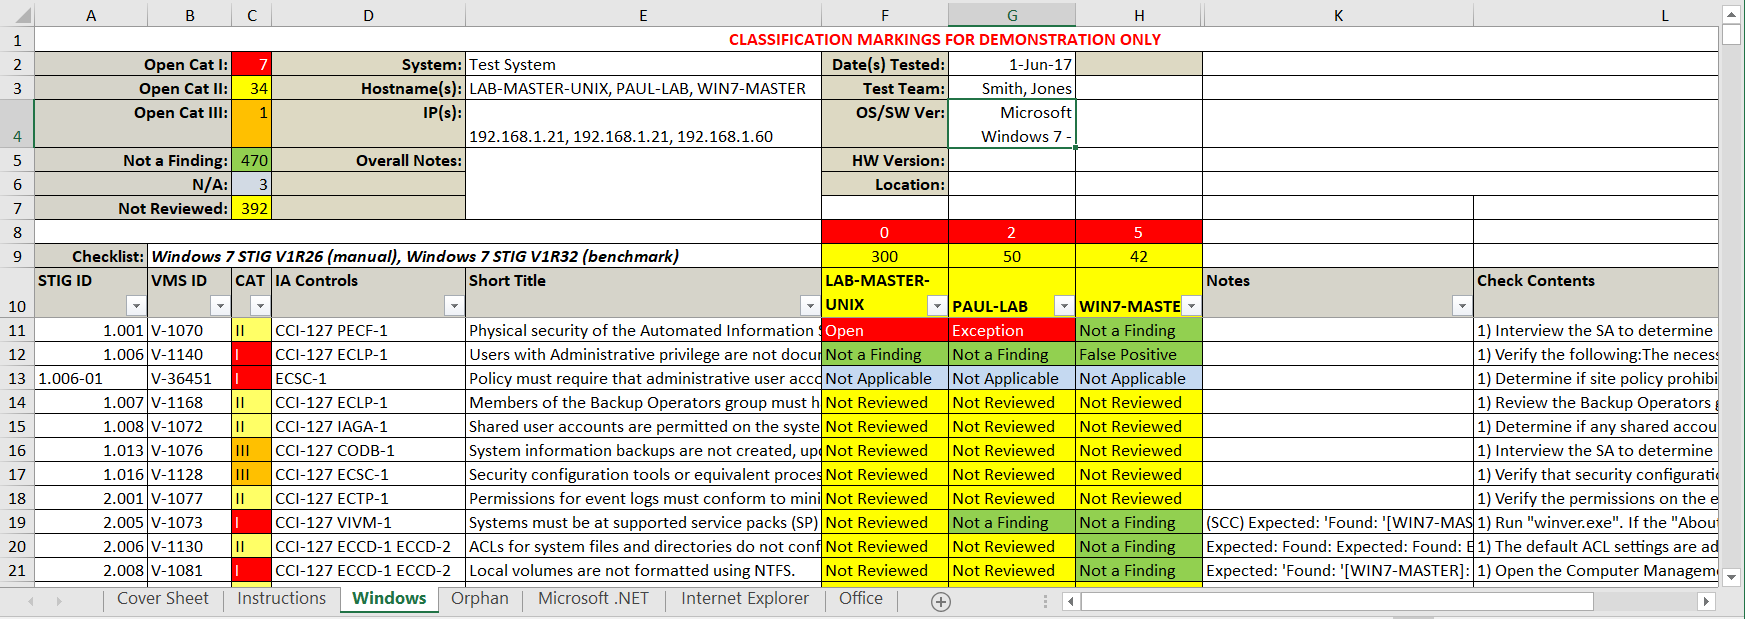 A B C D E F G H K L
1 CLASSIFICATION MARKINGS FOR DEMONSTRATION ONLY
2 Open Cat I: 7 System: Test System Date(s) Tested: 1-Jun-17
3 Open Cat II: 34 Hostname(s): LAB-MASTER-UNIX, PAUL-LAB, WIN7-MASTER Test Team: Smith, Jones
Open Cat III: 1 IP(s): OS/SW Ver: Microsoft
4 192.168.1.21, 192.168.1.21, 192.168.1.60 Windows 7 -
5 Not a Finding: 470 Overall Notes: HW Version:
6 N/A: 3 Location:
7 Not Reviewed: 392
8 0 2 5
9 Checklist: Windows 7 STIG V1R26 (manual), Windows 7 STIG V1R32 (benchmark) 300 50 42
STIG ID VMS ID CAT IA Controls Short Title LAB-MASTER- Notes Check Contents
10 UNIX PAUL-LAB WIN7-MASTE
11 1.001 V-1070 II CCI-127 PECF-1 Physical security of the Automated Information Open Exception Not a Finding 1) Interview the SA to determine
12 1.006 V-1140 I CCI-127 ECLP-1 Users with Administrative privilege are not docu Not a Finding Not a Finding False Positive 1) Verify the following:The necess
13 1.006-01 V-36451 I ECSC-1 Policy must require that administrative user acco Not Applicable Not Applicable Not Applicable 1) Determine if site policy prohibi
14 1.007 V-1168 II CCI-127 ECLP-1 Members of the Backup Operators group must h Not Reviewed Not Reviewed Not Reviewed 1) Review the Backup Operators
15 1.008 V-1072 II CCI-127 IAGA-1 Shared user accounts are permitted on the syste Not Reviewed Not Reviewed Not Reviewed 1) Determine if any shared accou
16 1.013 V-1076 III CCI-127 CODB-1 System information backups are not created, up Not Reviewed Not Reviewed Not Reviewed 1) Interview the SA to determine
17 1.016 V-1128 III CCI-127 ECSC-1 Security configuration tools or equivalent proces Not Reviewed Not Reviewed Not Reviewed 1) Verify that security configurati
18 2.001 V-1077 II CCI-127 ECTP-1 Permissions for event logs must conform to mini Not Reviewed Not Reviewed Not Reviewed 1) Verify the permissions on the e
19 2.005 V-1073 I CCI-127 VIVM-1 Systems must be at supported service packs (SP) Not Reviewed Not a Finding Not a Finding (SCC) Expected: 'Found: '[WIN7-MAS 1) Run "winver.exe". If the "Abou
20 2.006 V-1130 II CCI-127 ECCD-1 ECCD-2 ACLs for system files and directories do not conf Not Reviewed Not Reviewed Not a Finding Expected: Found: Expected: Found: E 1) The default ACL settings are ad
21 2.008 V-1081 I CCI-127 ECCD-1 ECCD-2 Local volumes are not formatted using NTFS. Not Reviewed Not Reviewed Not a Finding Expected: 'Found: '[WIN7-MASTER]: 1) Open the Computer Managem
Cover Sheet Instructions Windows Orphan Microsoft .NET Internet Explorer Office